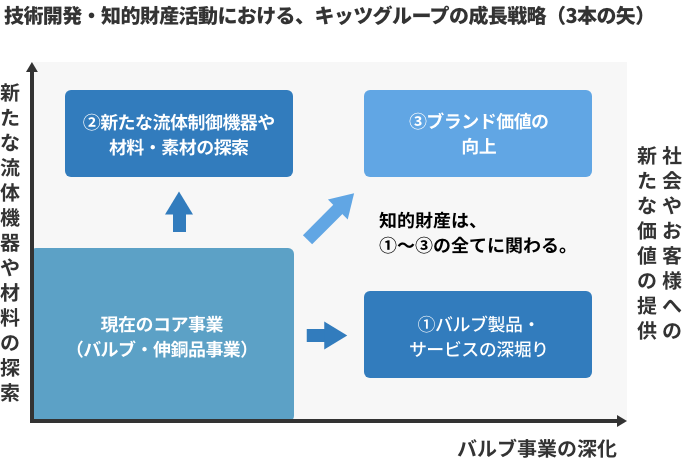 技術開発・知的財産活動における、キッツグループの成長戦略（3本の矢）
新たな流体機器や材料の探索
②新たな流体制御機器や
材料・素材の探索
③ブランド価値の
向上
知的財産は、
①～③の全てに関わる。
現在のコア事業
（バルブ・伸銅品事業）
①バルブ製品・
サービスの深堀り
社会やお客様への
新たな価値の提供
バルブ事業の深化